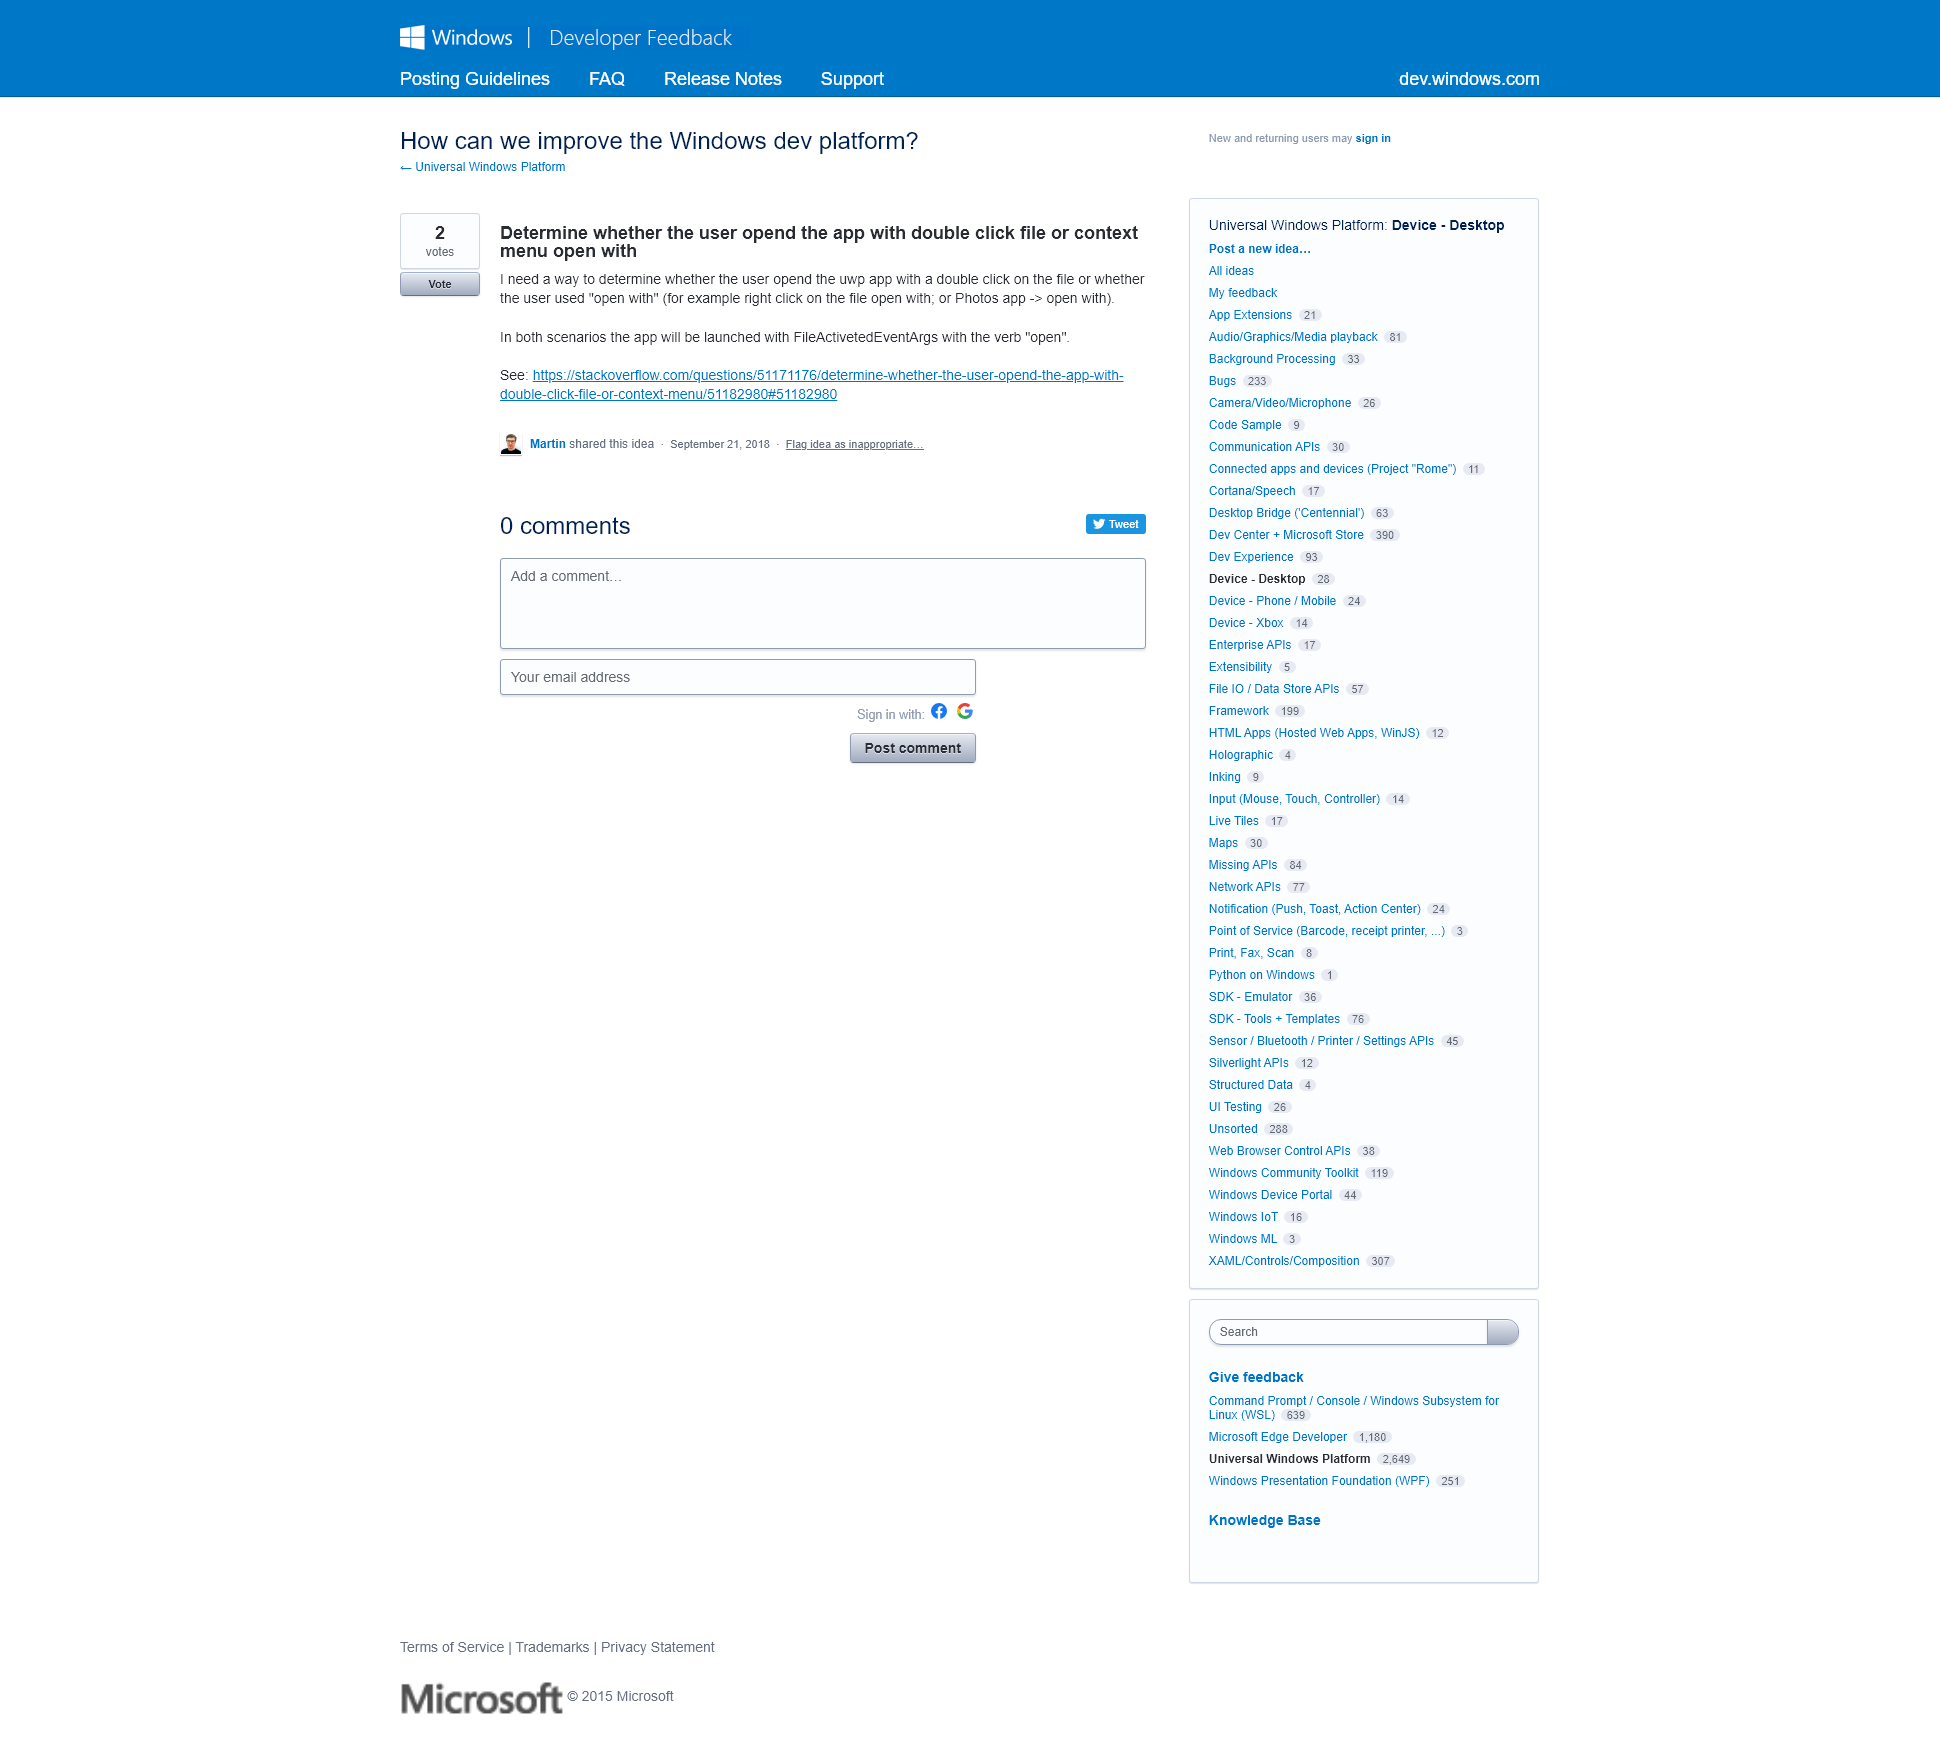 Windows | Developer Feedback
Posting Guidelines FAQ Release Notes Support dev.windows.com
How can we improve the Windows dev platform?
← Universal Windows Platform
New and returning users may sign in
2
votes
Vote
Determine whether the user opend the app with double click file or context
menu open with
I need a way to determine whether the user opend the uwp app with a double click on the file or whether
the user used "open with" (for example right click on the file open with; or Photos app -> open with).
In both scenarios the app will be launched with FileActivetedEventArgs with the verb "open".
See: https://stackoverflow.com/questions/51171176/determine-whether-the-user-opend-the-app-with-
double-click-file-or-context-menu/51182980#51182980
Martin shared this idea · September 21, 2018 · Flag idea as inappropriate…
0 comments
Tweet
Add a comment…
Your email address
Sign in with:
Post comment
Universal Windows Platform: Device - Desktop
Post a new idea…
All ideas
My feedback
App Extensions 21
Audio/Graphics/Media playback 81
Background Processing 33
Bugs 233
Camera/Video/Microphone 26
Code Sample 9
Communication APIs 30
Connected apps and devices (Project "Rome") 11
Cortana/Speech 17
Desktop Bridge ('Centennial') 63
Dev Center + Microsoft Store 390
Dev Experience 93
Device - Desktop 28
Device - Phone / Mobile 24
Device - Xbox 14
Enterprise APIs 17
Extensibility 5
File IO / Data Store APIs 57
Framework 199
HTML Apps (Hosted Web Apps, WinJS) 12
Holographic 4
Inking 9
Input (Mouse, Touch, Controller) 14
Live Tiles 17
Maps 30
Missing APIs 84
Network APIs 77
Notification (Push, Toast, Action Center) 24
Point of Service (Barcode, receipt printer, ...) 3
Print, Fax, Scan 8
Python on Windows 1
SDK - Emulator 36
SDK - Tools + Templates 76
Sensor / Bluetooth / Printer / Settings APIs 45
Silverlight APIs 12
Structured Data 4
UI Testing 26
Unsorted 288
Web Browser Control APIs 38
Windows Community Toolkit 119
Windows Device Portal 44
Windows IoT 16
Windows ML 3
XAML/Controls/Composition 307
Search
Give feedback
Command Prompt / Console / Windows Subsystem for
Linux (WSL) 639
Microsoft Edge Developer 1,180
Universal Windows Platform 2,649
Windows Presentation Foundation (WPF) 251
Knowledge Base
Terms of Service | Trademarks | Privacy Statement
Microsoft © 2015 Microsoft